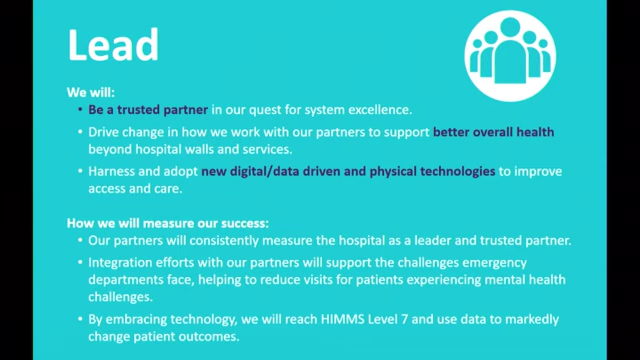 Lead
We will:
• Be a trusted partner in our quest for system excellence.
• Drive change in how we work with our partners to support better overall health
beyond hospital walls and services.
• Harness and adopt new digital/data driven and physical technologies to improve
access and care.
How we will measure our success:
• Our partners will consistently measure the hospital as a leader and trusted partner.
• Integration efforts with our partners will support the challenges emergency
departments face, helping to reduce visits for patients experiencing mental health
challenges.
• By embracing technology, we will reach HIMMS Level 7 and use data to markedly
change patient outcomes.